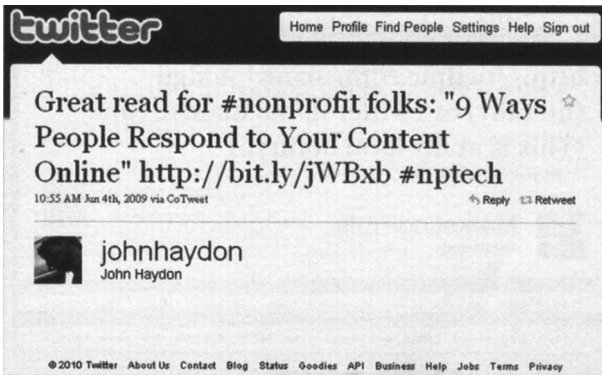 twitter
Home Profile Find People Settings Help Sign out
Great read for #nonprofit folks: "9 Ways
People Respond to Your Content
Online" http://bit.ly/jWBxb #nptech
10:55 AM Jun 4th, 2009 via CoTweet
Reply Retweet
johnhaydon
John Haydon
©2010 Twitter About Us Contact Blog Status Goodies API Business Help Jobs Terms Privacy